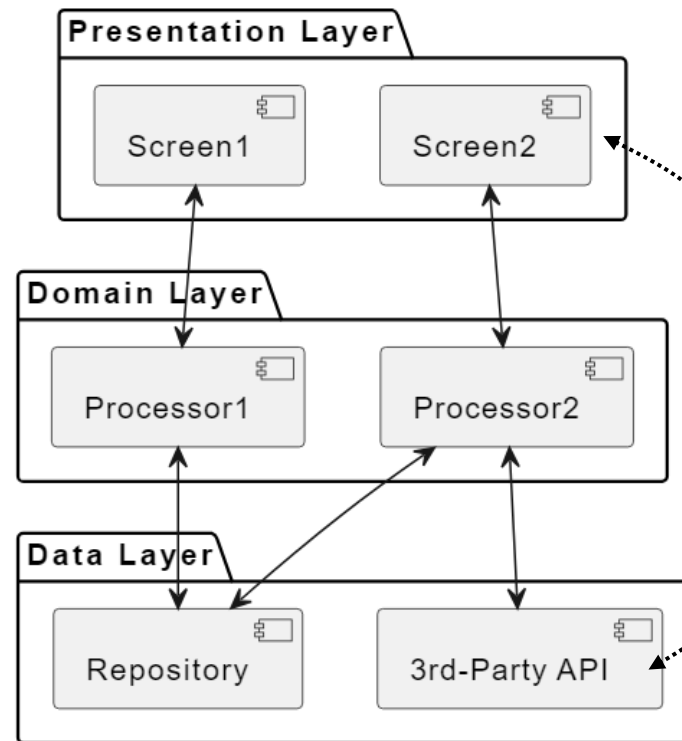 Presentation Layer
Screen1
Screen2
Domain Layer
Processor1
Processor2
Data Layer
Repository
3rd-Party API